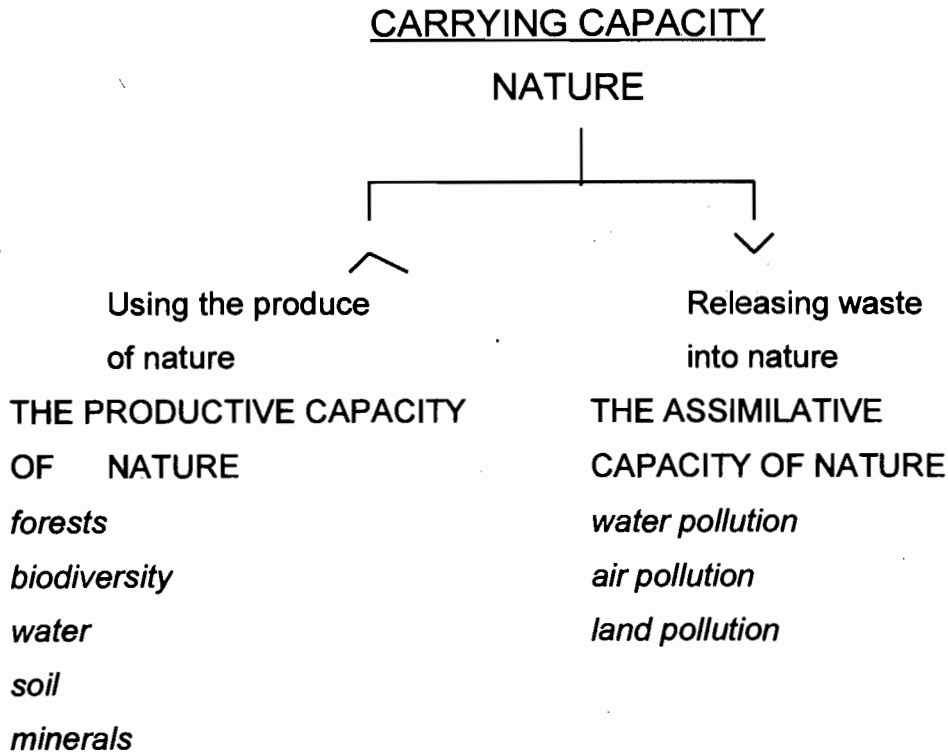 CARRYING CAPACITY
NATURE
Using the produce
of nature
THE PRODUCTIVE CAPACITY
OF NATURE
forests
biodiversity
water
soil
minerals
Releasing waste
into nature
THE ASSIMILATIVE
CAPACITY OF NATURE
water pollution
air pollution
land pollution